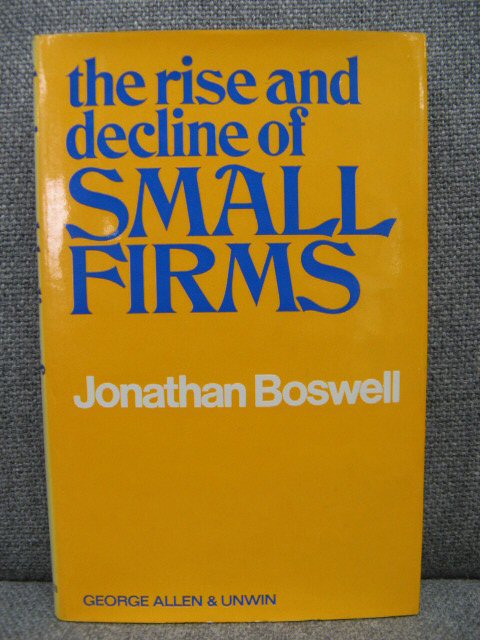 the rise and
decline of
SMALL
FIRMS
Jonathan Boswell
GEORGE ALLEN & UNWIN